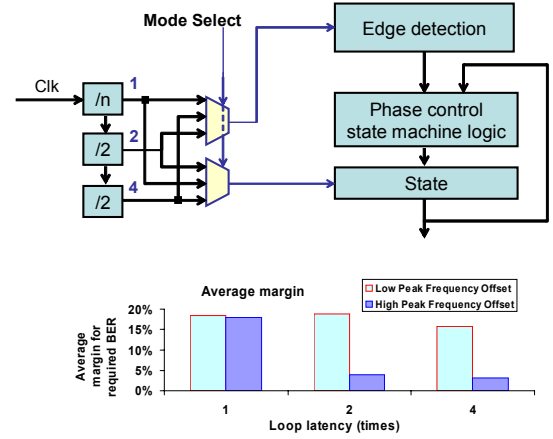 Mode Select
Edge detection
Clk
1
/n
2
/2
4
/2
Phase control
state machine logic
State
Average margin
Low Peak Frequency Offset
High Peak Frequency Offset
Average
margin for
required BER
20%
15%
10%
5%
0%
1
2
4
Loop latency (times)